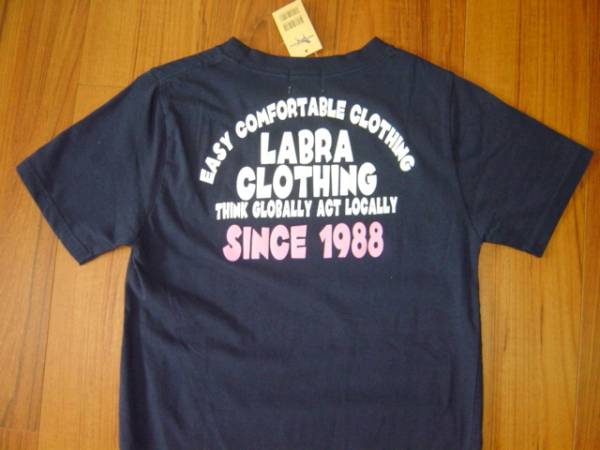 EASY COMFORTABLE CLOTHING
LABRA
CLOTHING
THINK GLOBALLY ACT LOCALLY
SINCE 1988